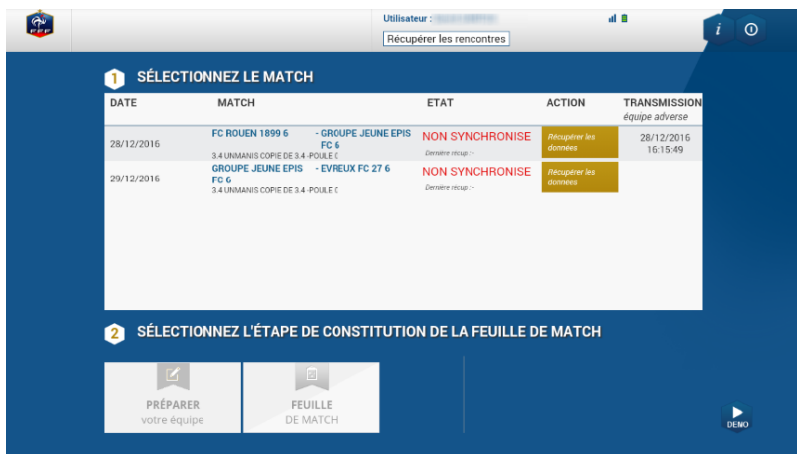 FFF
Utilisateur :
Récupérer les rencontres
i
1 SÉLECTIONNEZ LE MATCH
DATE MATCH ETAT ACTION TRANSMISSION
équipe adverse
28/12/2016 FC ROUEN 1899 6 - GROUPE JEUNE EPIS FC 6 NON SYNCHRONISE Récupérer les données 28/12/2016 16:15:49
3.4 UNMANIS COPIE DE 3.4 -POULE C Dernière récup :-
29/12/2016 GROUPE JEUNE EPIS FC 6 - EVREUX FC 27 6 NON SYNCHRONISE Récupérer les données
3.4 UNMANIS COPIE DE 3.4 -POULE C Dernière récup :-
2 SÉLECTIONNEZ L'ÉTAPE DE CONSTITUTION DE LA FEUILLE DE MATCH
PRÉPARER
votre équipe
FEUILLE
DE MATCH
DEMO